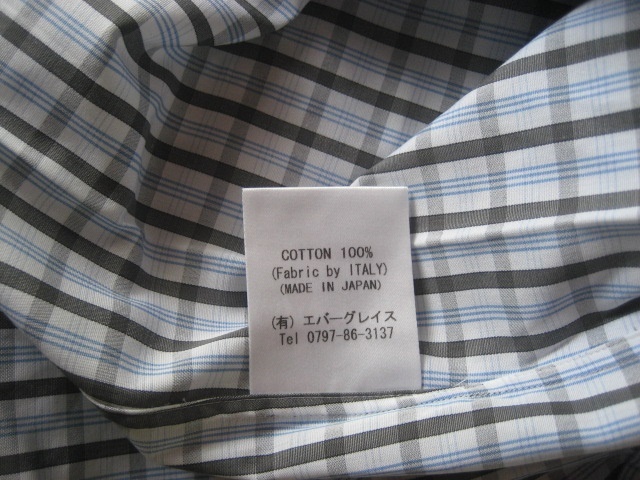 COTTON 100%
(Fabric by ITALY)
(MADE IN JAPAN)
(有) エバーグレイス
Tel 0797-86-3137